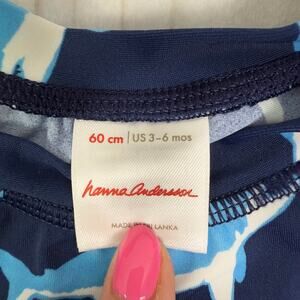 60 cm | US 3-6 mos
hanna andersson
MADE IN SRI LANKA